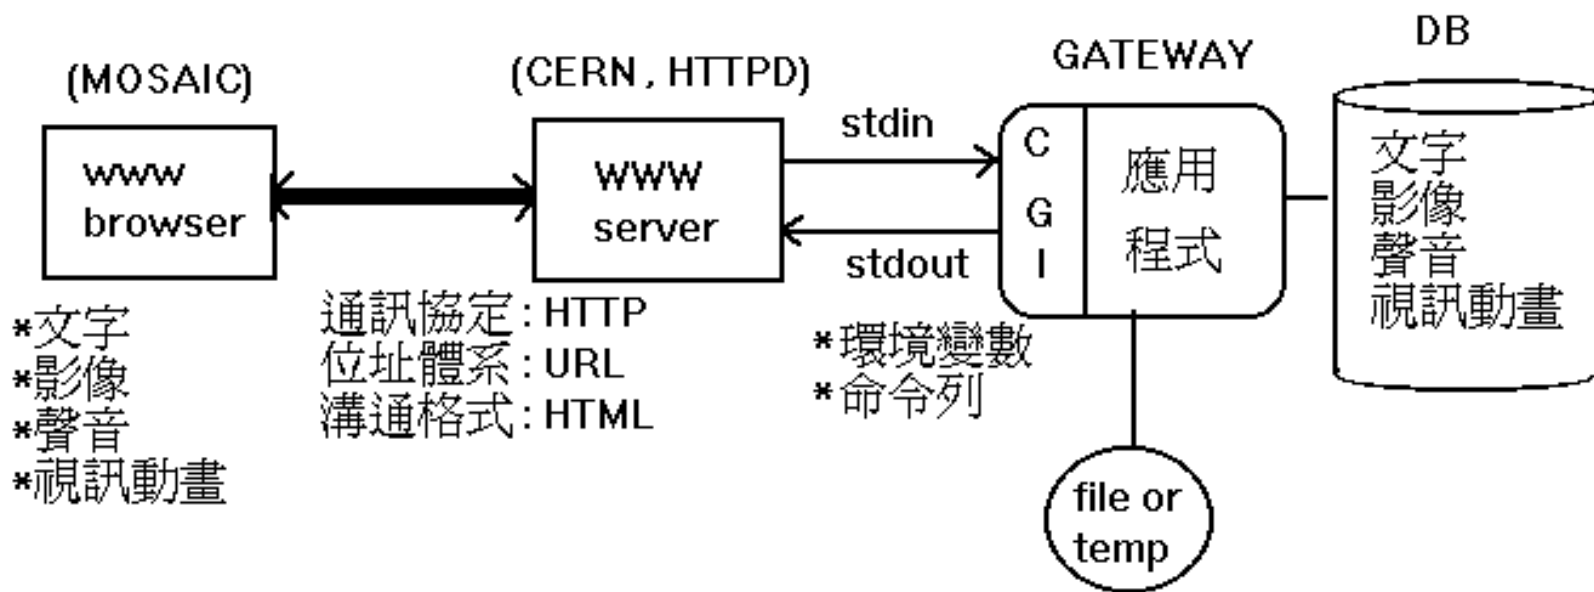 (MOSAIC)
www
browser
*文字
*影像
*聲音
*視訊動畫
(CERN , HTTPD)
WWW
server
通訊協定 : HTTP
位址體系 : URL
溝通格式 : HTML
stdin
stdout
*環境變數
*命令列
GATEWAY
C
G
I
應用
程式
file or
temp
DB
文字
影像
聲音
視訊動畫